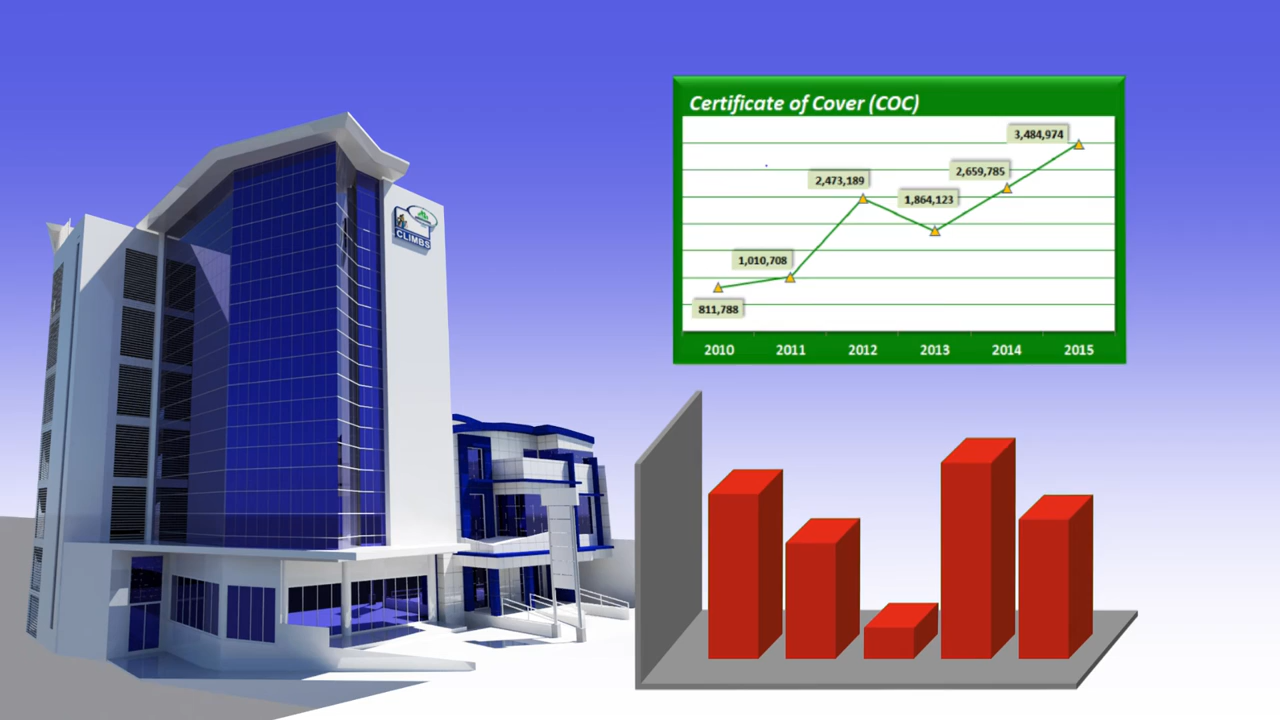 Certificate of Cover (COC)
3,484,974
2,659,785
2,473,189
1,864,123
1,010,708
811,788
2010 2011 2012 2013 2014 2015
CLIMBS